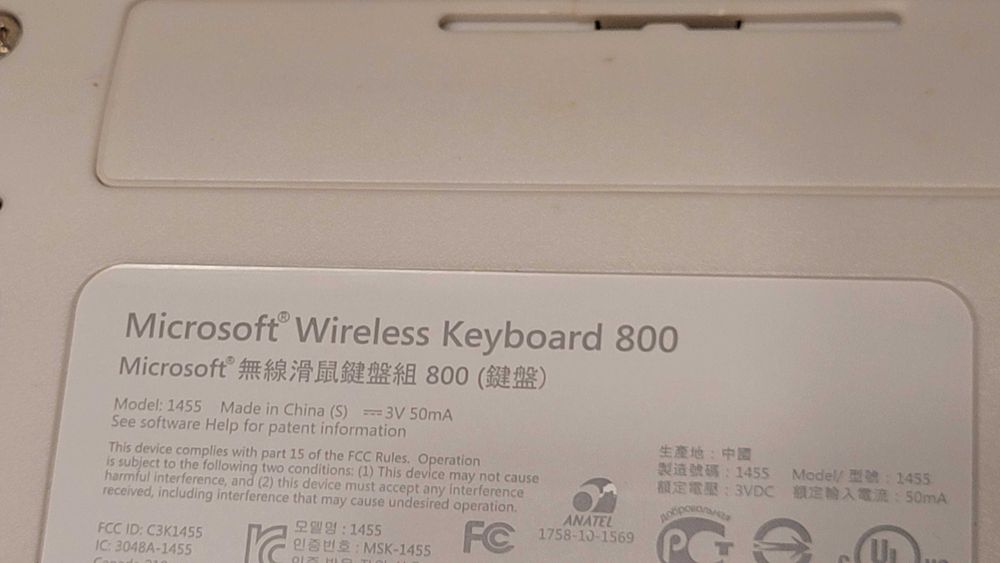 Microsoft® Wireless Keyboard 800
Microsoft® 無線滑鼠鍵盤組 800 (鍵盤)
Model: 1455 Made in China (S) ⎓ 3V 50mA
See software Help for patent information
This device complies with part 15 of the FCC Rules. Operation
is subject to the following two conditions: (1) This device may not cause
harmful interference, and (2) this device must accept any interference
received, including interference that may cause undesired operation.
FCC ID: C3K1455
IC: 3048A-1455
모델명 : 1455
인증번호 : MSK-1455
FC
ANATEL
1758-10-1569
生產地 : 中國
製造號碼 : 1455 Model/ 型號 : 1455
額定電壓 : 3VDC 額定輸入電流 : 50mA
Добровольная
РСТ
c UL us